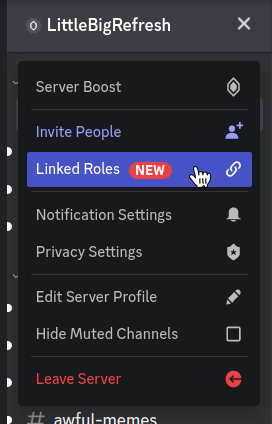 LittleBigRefresh
Server Boost
Invite People
Linked Roles NEW
Notification Settings
Privacy Settings
Edit Server Profile
Hide Muted Channels
Leave Server
# awful-memes